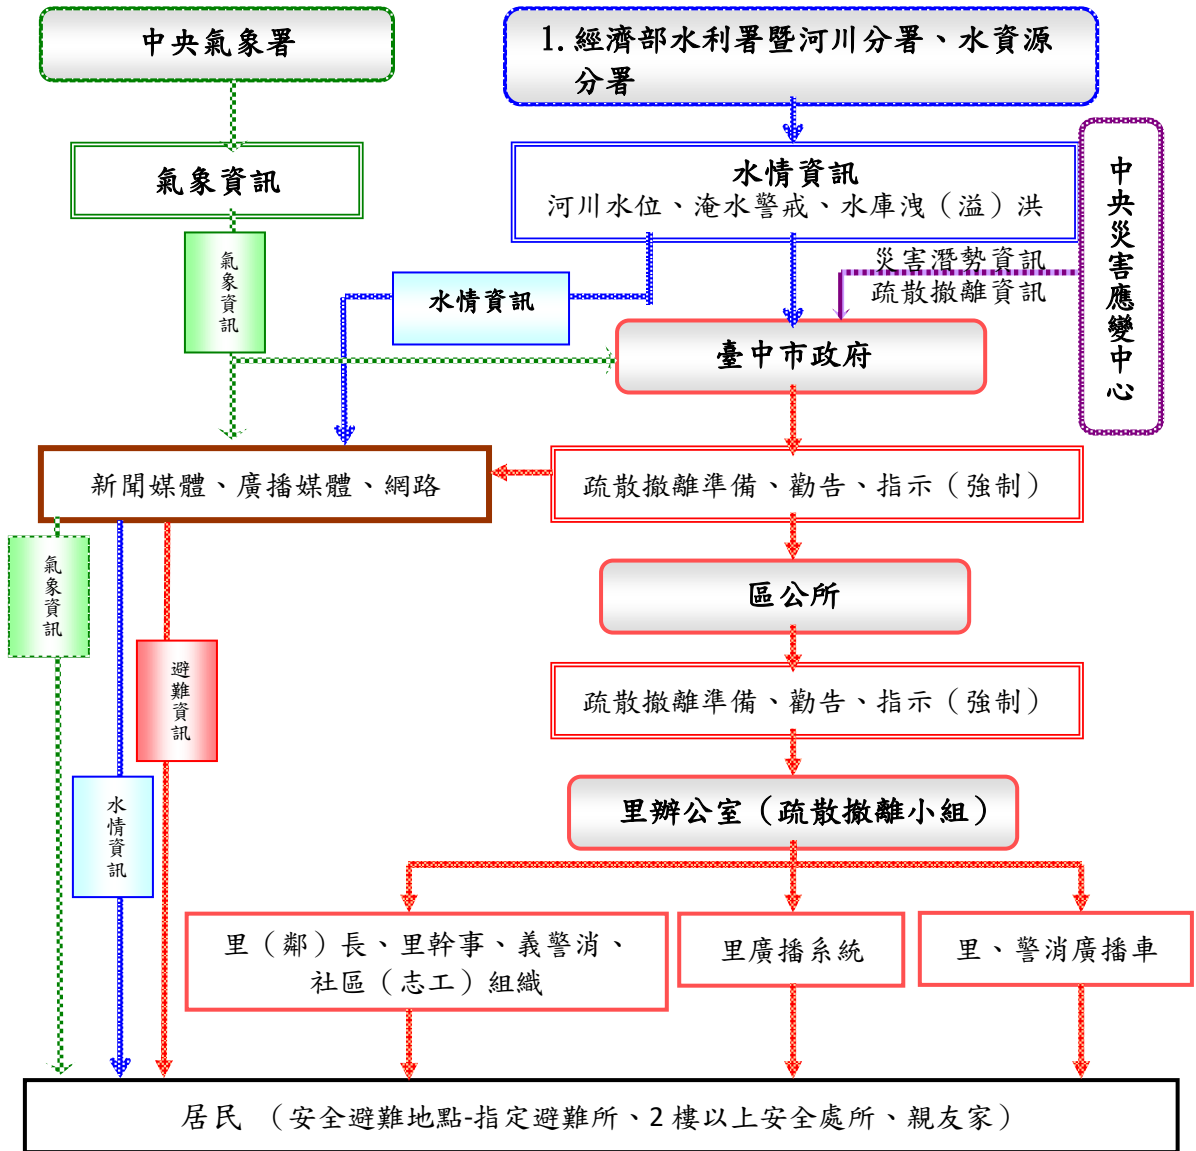 中央氣象署
1. 經濟部水利署暨河川分署、水資源
分署
氣象資訊
水情資訊
河川水位、淹水警戒、水庫洩（溢）洪
中央災害應變中心
氣象資訊
水情資訊
災害潛勢資訊
疏散撤離資訊
臺中市政府
新聞媒體、廣播媒體、網路
疏散撤離準備、勸告、指示（強制）
氣象資訊
區公所
避難資訊
疏散撤離準備、勸告、指示（強制）
水情資訊
里辦公室（疏散撤離小組）
里（鄰）長、里幹事、義警消、
社區（志工）組織
里廣播系統
里、警消廣播車
居民 （安全避難地點-指定避難所、2 樓以上安全處所、親友家）